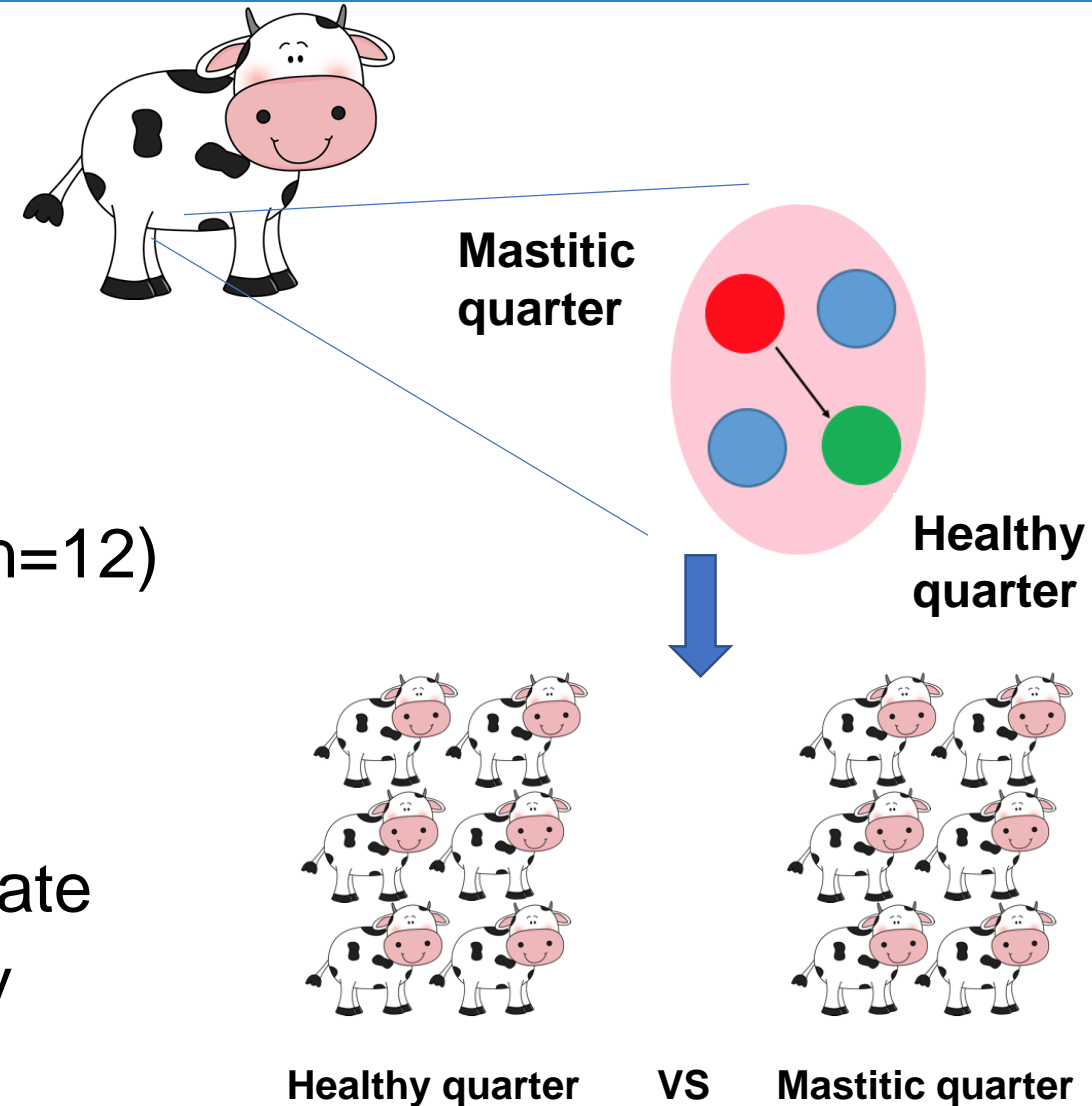 Mastitic
quarter
n=12)
Healthy
quarter
ate
y
Healthy quarter VS Mastitic quarter